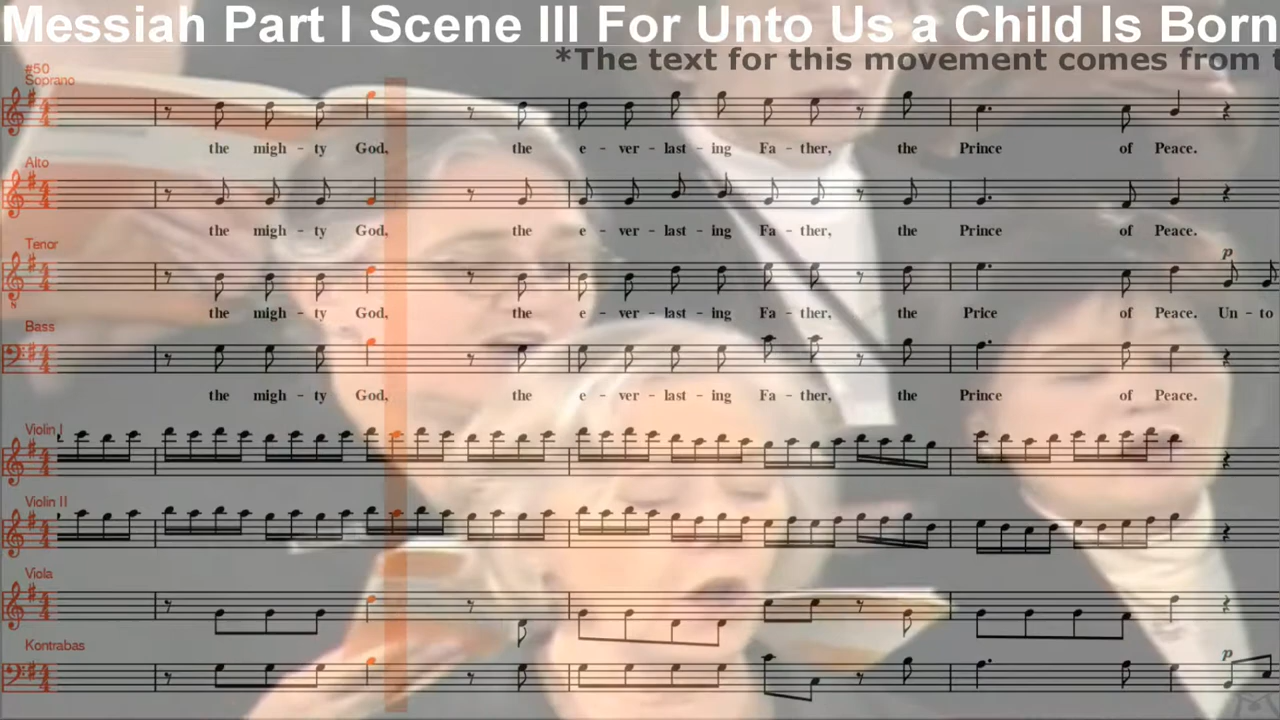 Messiah Part I Scene III For Unto Us a Child Is Born
*The text for this movement comes from t
#50
Soprano
the migh - ty God, the e - ver - last - ing Fa - ther, the Prince of Peace.
Alto
the migh - ty God, the e - ver - last - ing Fa - ther, the Prince of Peace.
Tenor
p
the migh - ty God, the e - ver - last - ing Fa - ther, the Price of Peace. Un - to
Bass
the migh - ty God, the e - ver - last - ing Fa - ther, the Prince of Peace.
Violin I
Violin II
Viola
Kontrabas
p